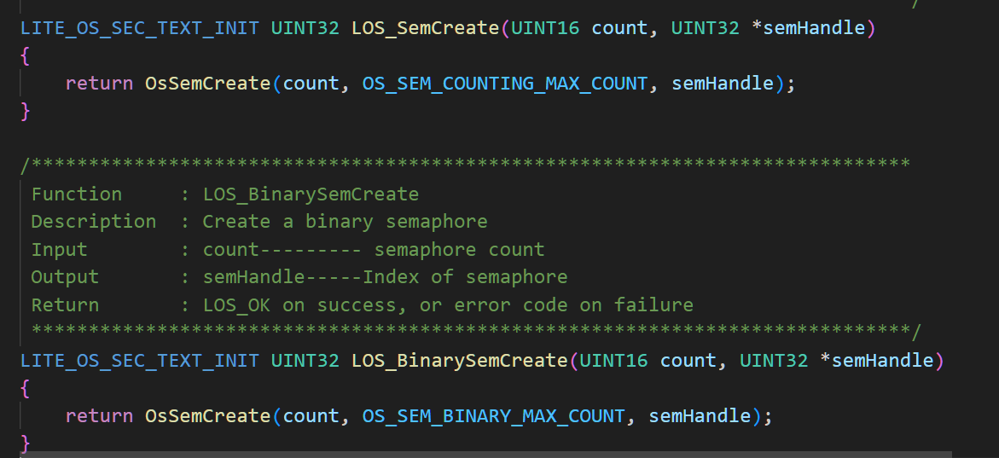 /
LITE_OS_SEC_TEXT_INIT UINT32 LOS_SemCreate(UINT16 count, UINT32 *semHandle)
{
    return OsSemCreate(count, OS_SEM_COUNTING_MAX_COUNT, semHandle);
}

/*****************************************************************************
 Function     : LOS_BinarySemCreate
 Description  : Create a binary semaphore
 Input        : count--------- semaphore count
 Output       : semHandle-----Index of semaphore
 Return       : LOS_OK on success, or error code on failure
 *****************************************************************************/
LITE_OS_SEC_TEXT_INIT UINT32 LOS_BinarySemCreate(UINT16 count, UINT32 *semHandle)
{
    return OsSemCreate(count, OS_SEM_BINARY_MAX_COUNT, semHandle);
}